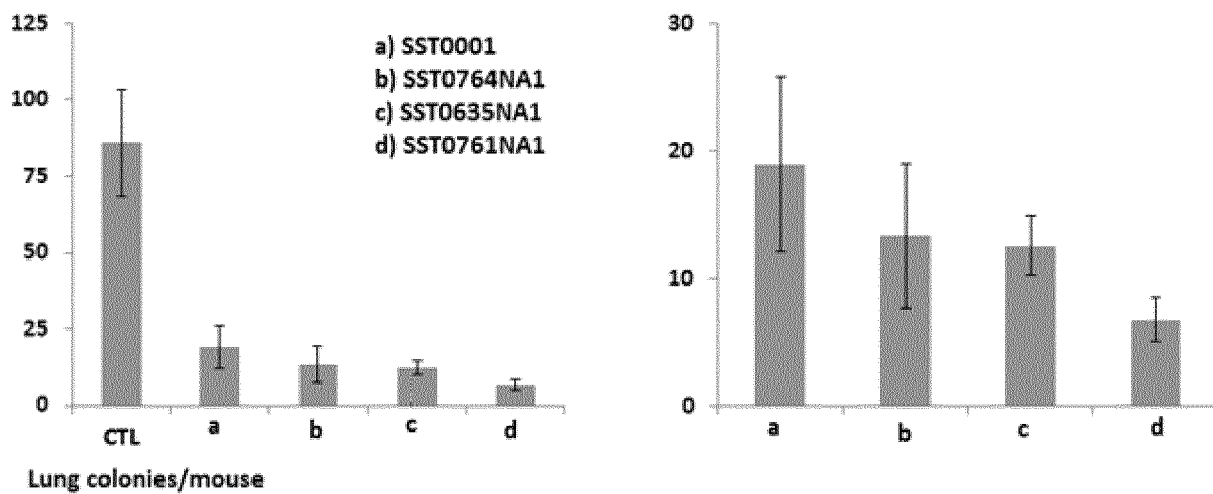 125
100
75
50
25
0
a) SST0001
b) SST0764NA1
c) SST0635NA1
d) SST0761NA1
CTL a b c d
Lung colonies/mouse
30
20
10
0
a b c d